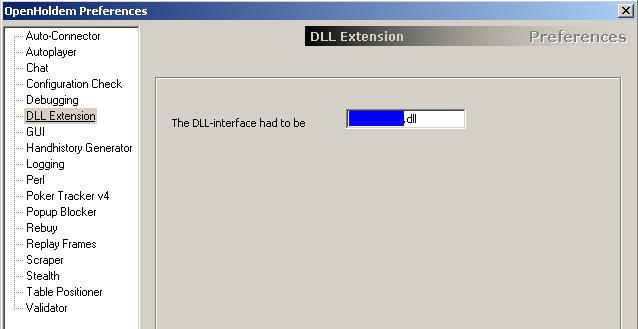 OpenHoldem Preferences
DLL Extension
Preferences
Auto-Connector
Autoplayer
Chat
Configuration Check
Debugging
DLL Extension
GUI
Handhistory Generator
Logging
Perl
Poker Tracker v4
Popup Blocker
Rebuy
Replay Frames
Scraper
Stealth
Table Positioner
Validator
The DLL-interface had to be
.dll